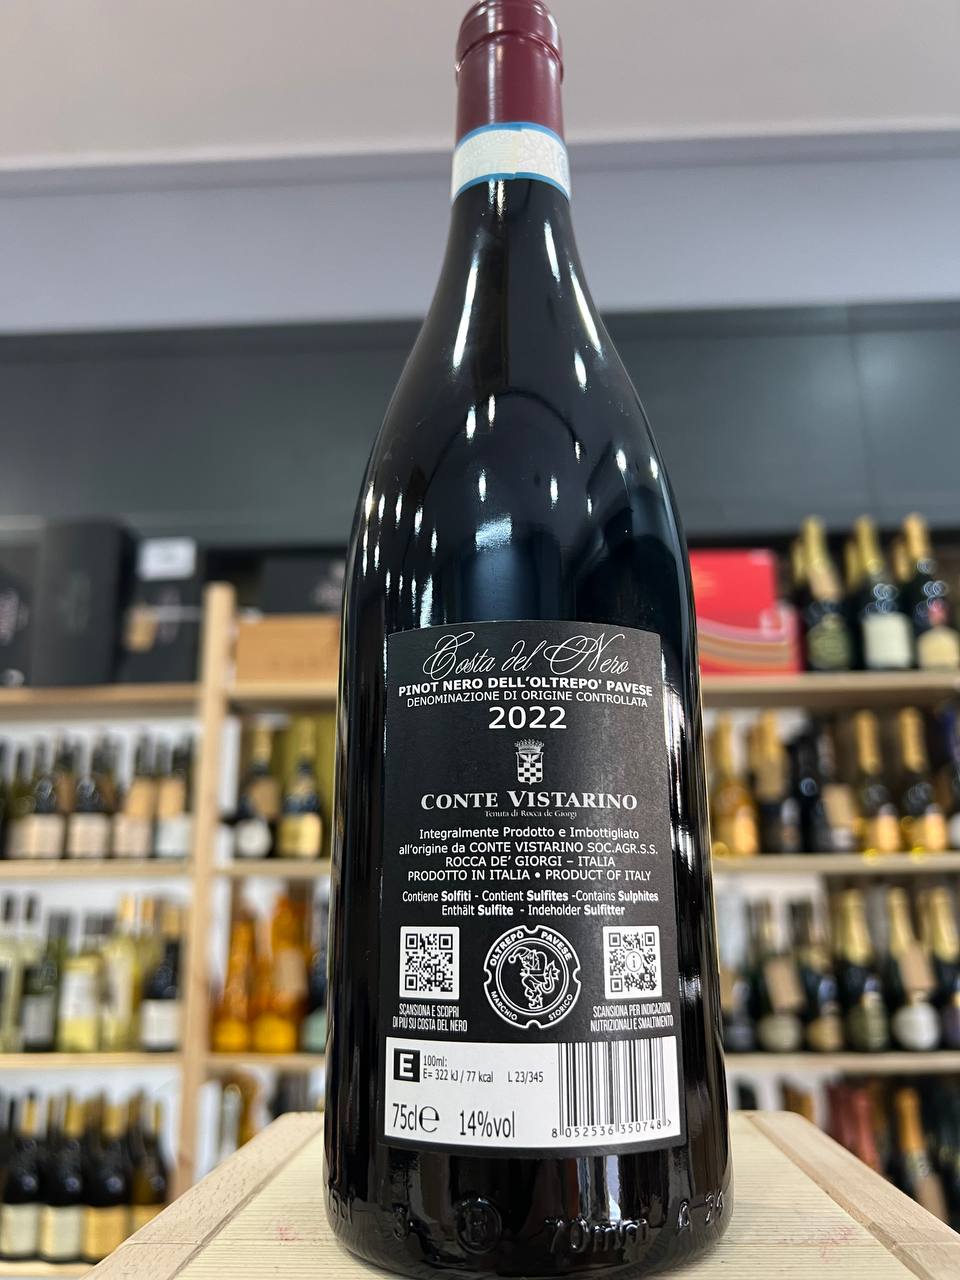 Costa del Nero
PINOT NERO DELL'OLTREPO' PAVESE
DENOMINAZIONE DI ORIGINE CONTROLLATA
2022
CONTE VISTARINO
Tenuta di Rocca de Giorgi
Integralmente Prodotto e Imbottigliato
all'origine da CONTE VISTARINO SOC.AGR.S.S.
ROCCA DE' GIORGI – ITALIA
PRODOTTO IN ITALIA • PRODUCT OF ITALY
Contiene Solfiti - Contient Sulfites -Contains Sulphites
Enthält Sulfite - Indeholder Sulfitter
OLTREPÒ PAVESE
MARCHIO STORICO
SCANSIONA E SCOPRI
DI PIÙ SU COSTA DEL NERO
SCANSIONA PER INDICAZIONI
NUTRIZIONALI E SMALTIMENTO
E 100ml:
E= 322 kJ / 77 kcal L 23/345
75cl℮ 14%vol
8 052536 350748 >
70mm